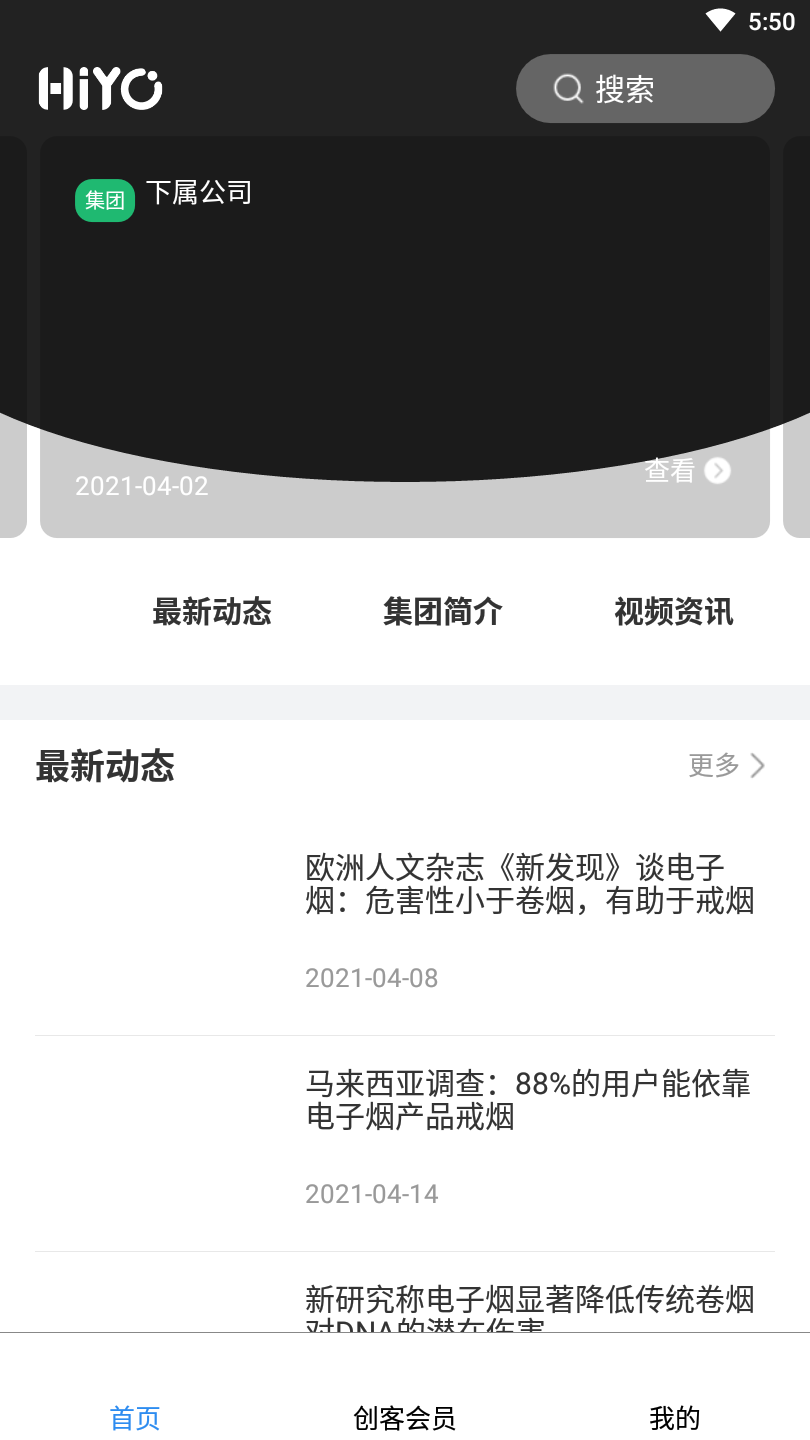 5:50
HiYO
搜索
集团 下属公司
2021-04-02
查看
最新动态 集团简介 视频资讯
最新动态
更多
欧洲人文杂志《新发现》谈电子
烟：危害性小于卷烟，有助于戒烟
2021-04-08
马来西亚调查：88%的用户能依靠
电子烟产品戒烟
2021-04-14
新研究称电子烟显著降低传统卷烟
对DNA的潜在伤害
首页 创客会员 我的